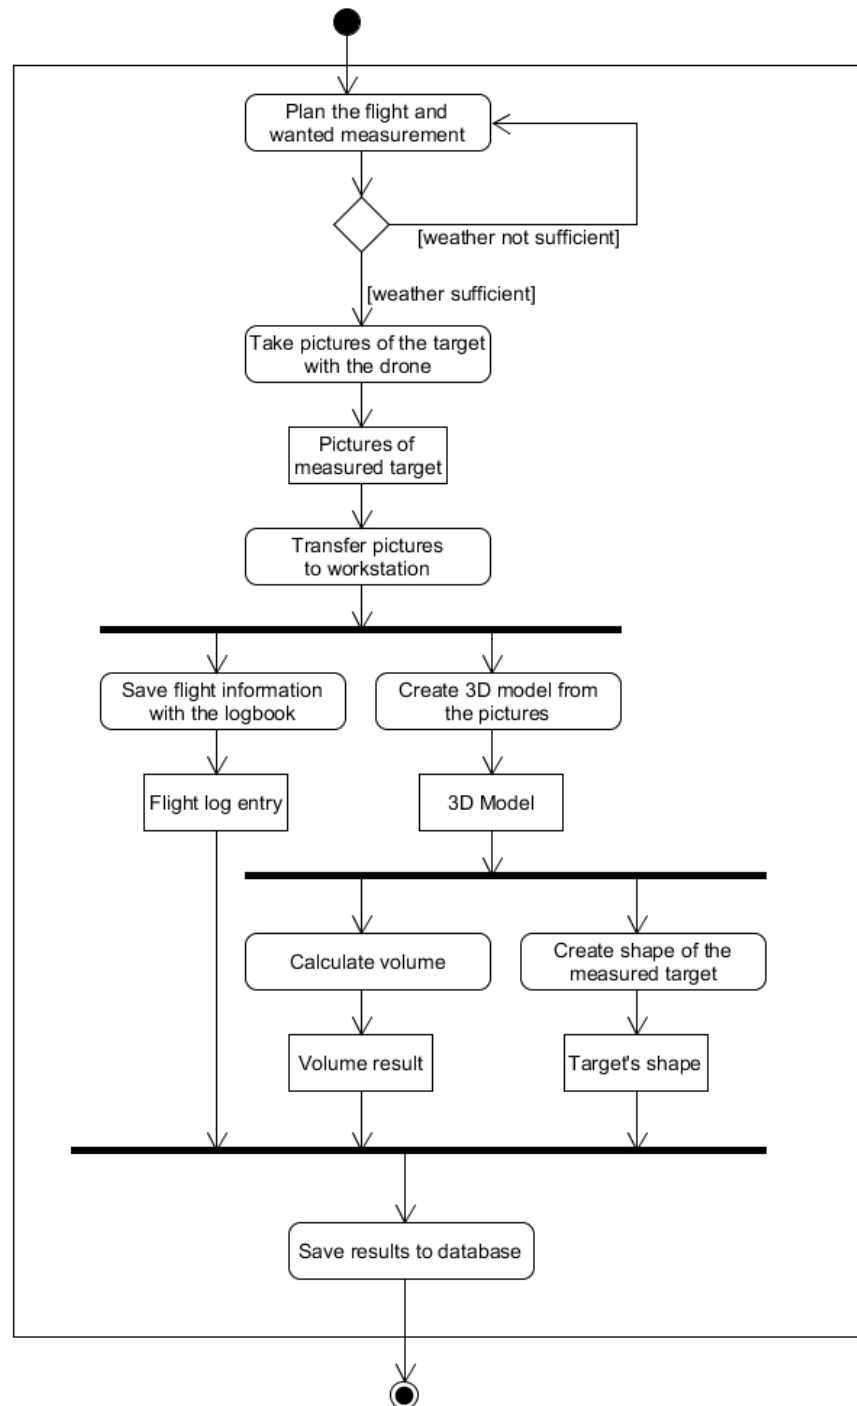 Plan the flight and
wanted measurement
[weather not sufficient]
[weather sufficient]
Take pictures of the target
with the drone
Pictures of
measured target
Transfer pictures
to workstation
Save flight information
with the logbook
Create 3D model from
the pictures
Flight log entry
3D Model
Calculate volume
Create shape of the
measured target
Volume result
Target's shape
Save results to database